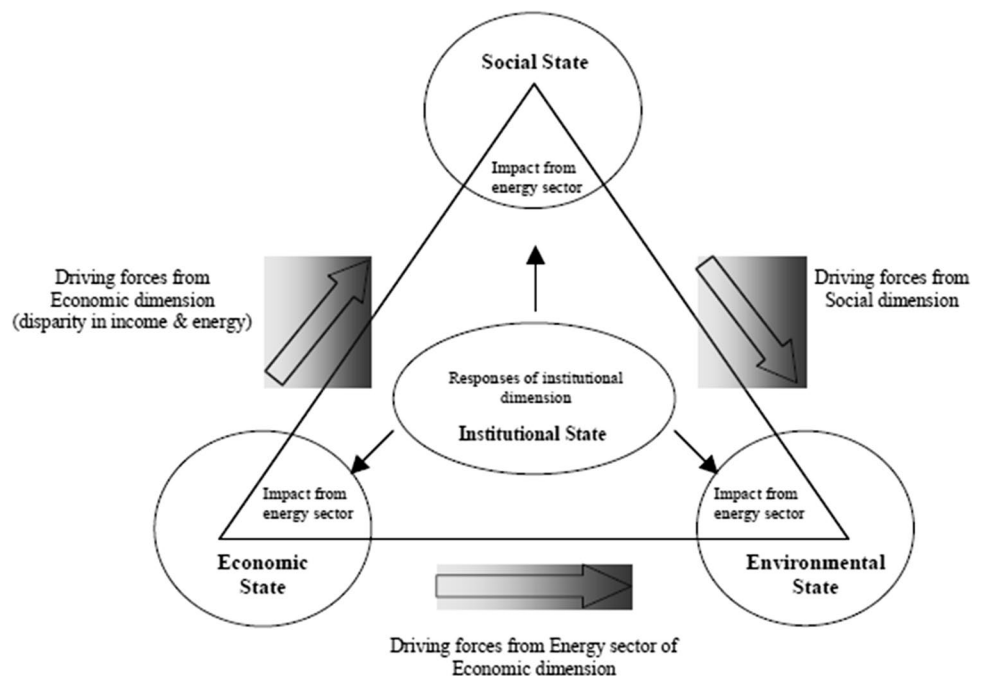 Social State
Impact from
energy sector
Driving forces from
Economic dimension
(disparity in income & energy)
Driving forces from
Social dimension
Responses of institutional
dimension
Institutional State
Impact from
energy sector
Economic
State
Impact from
energy sector
Environmental
State
Driving forces from Energy sector of
Economic dimension